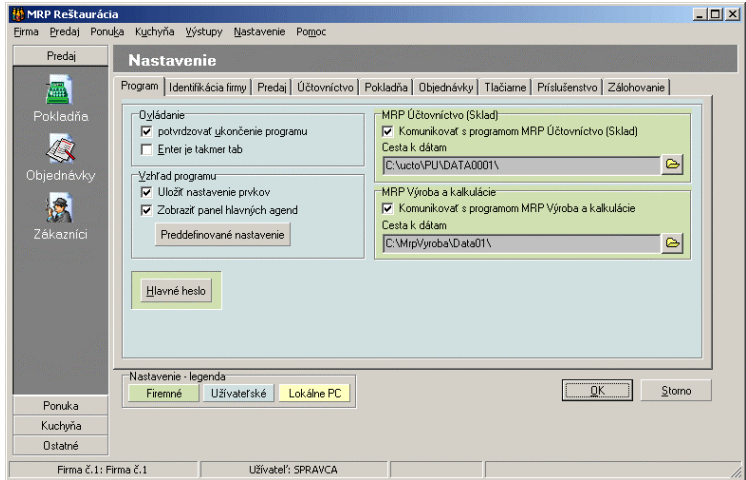 MRP Reštaurácia
Firma Predaj Ponuka Kuchyňa Výstupy Nastavenie Pomoc
Predaj
Pokladňa
Objednávky
Zákazníci
Ponuka
Kuchyňa
Ostatné
Nastavenie
Program Identifikácia firmy Predaj Účtovníctvo Pokladňa Objednávky Tlačiarne Príslušenstvo Zálohovanie
Ovládanie
potvrdzovať ukončenie programu
Enter je takmer tab
Vzhľad programu
Uložiť nastavenie prvkov
Zobraziť panel hlavných agend
Preddefinované nastavenie
Hlavné heslo
MRP Účtovníctvo (Sklad)
Komunikovať s programom MRP Účtovníctvo (Sklad)
Cesta k dátam
C:\ucto\PU\DATA0001\
MRP Výroba a kalkulácie
Komunikovať s programom MRP Výroba a kalkulácie
Cesta k dátam
C:\MrpVyroba\Data01\
Nastavenie - legenda
Firemné Užívateľské Lokálne PC
OK Storno
Firma č.1: Firma č.1 Užívateľ: SPRAVCA